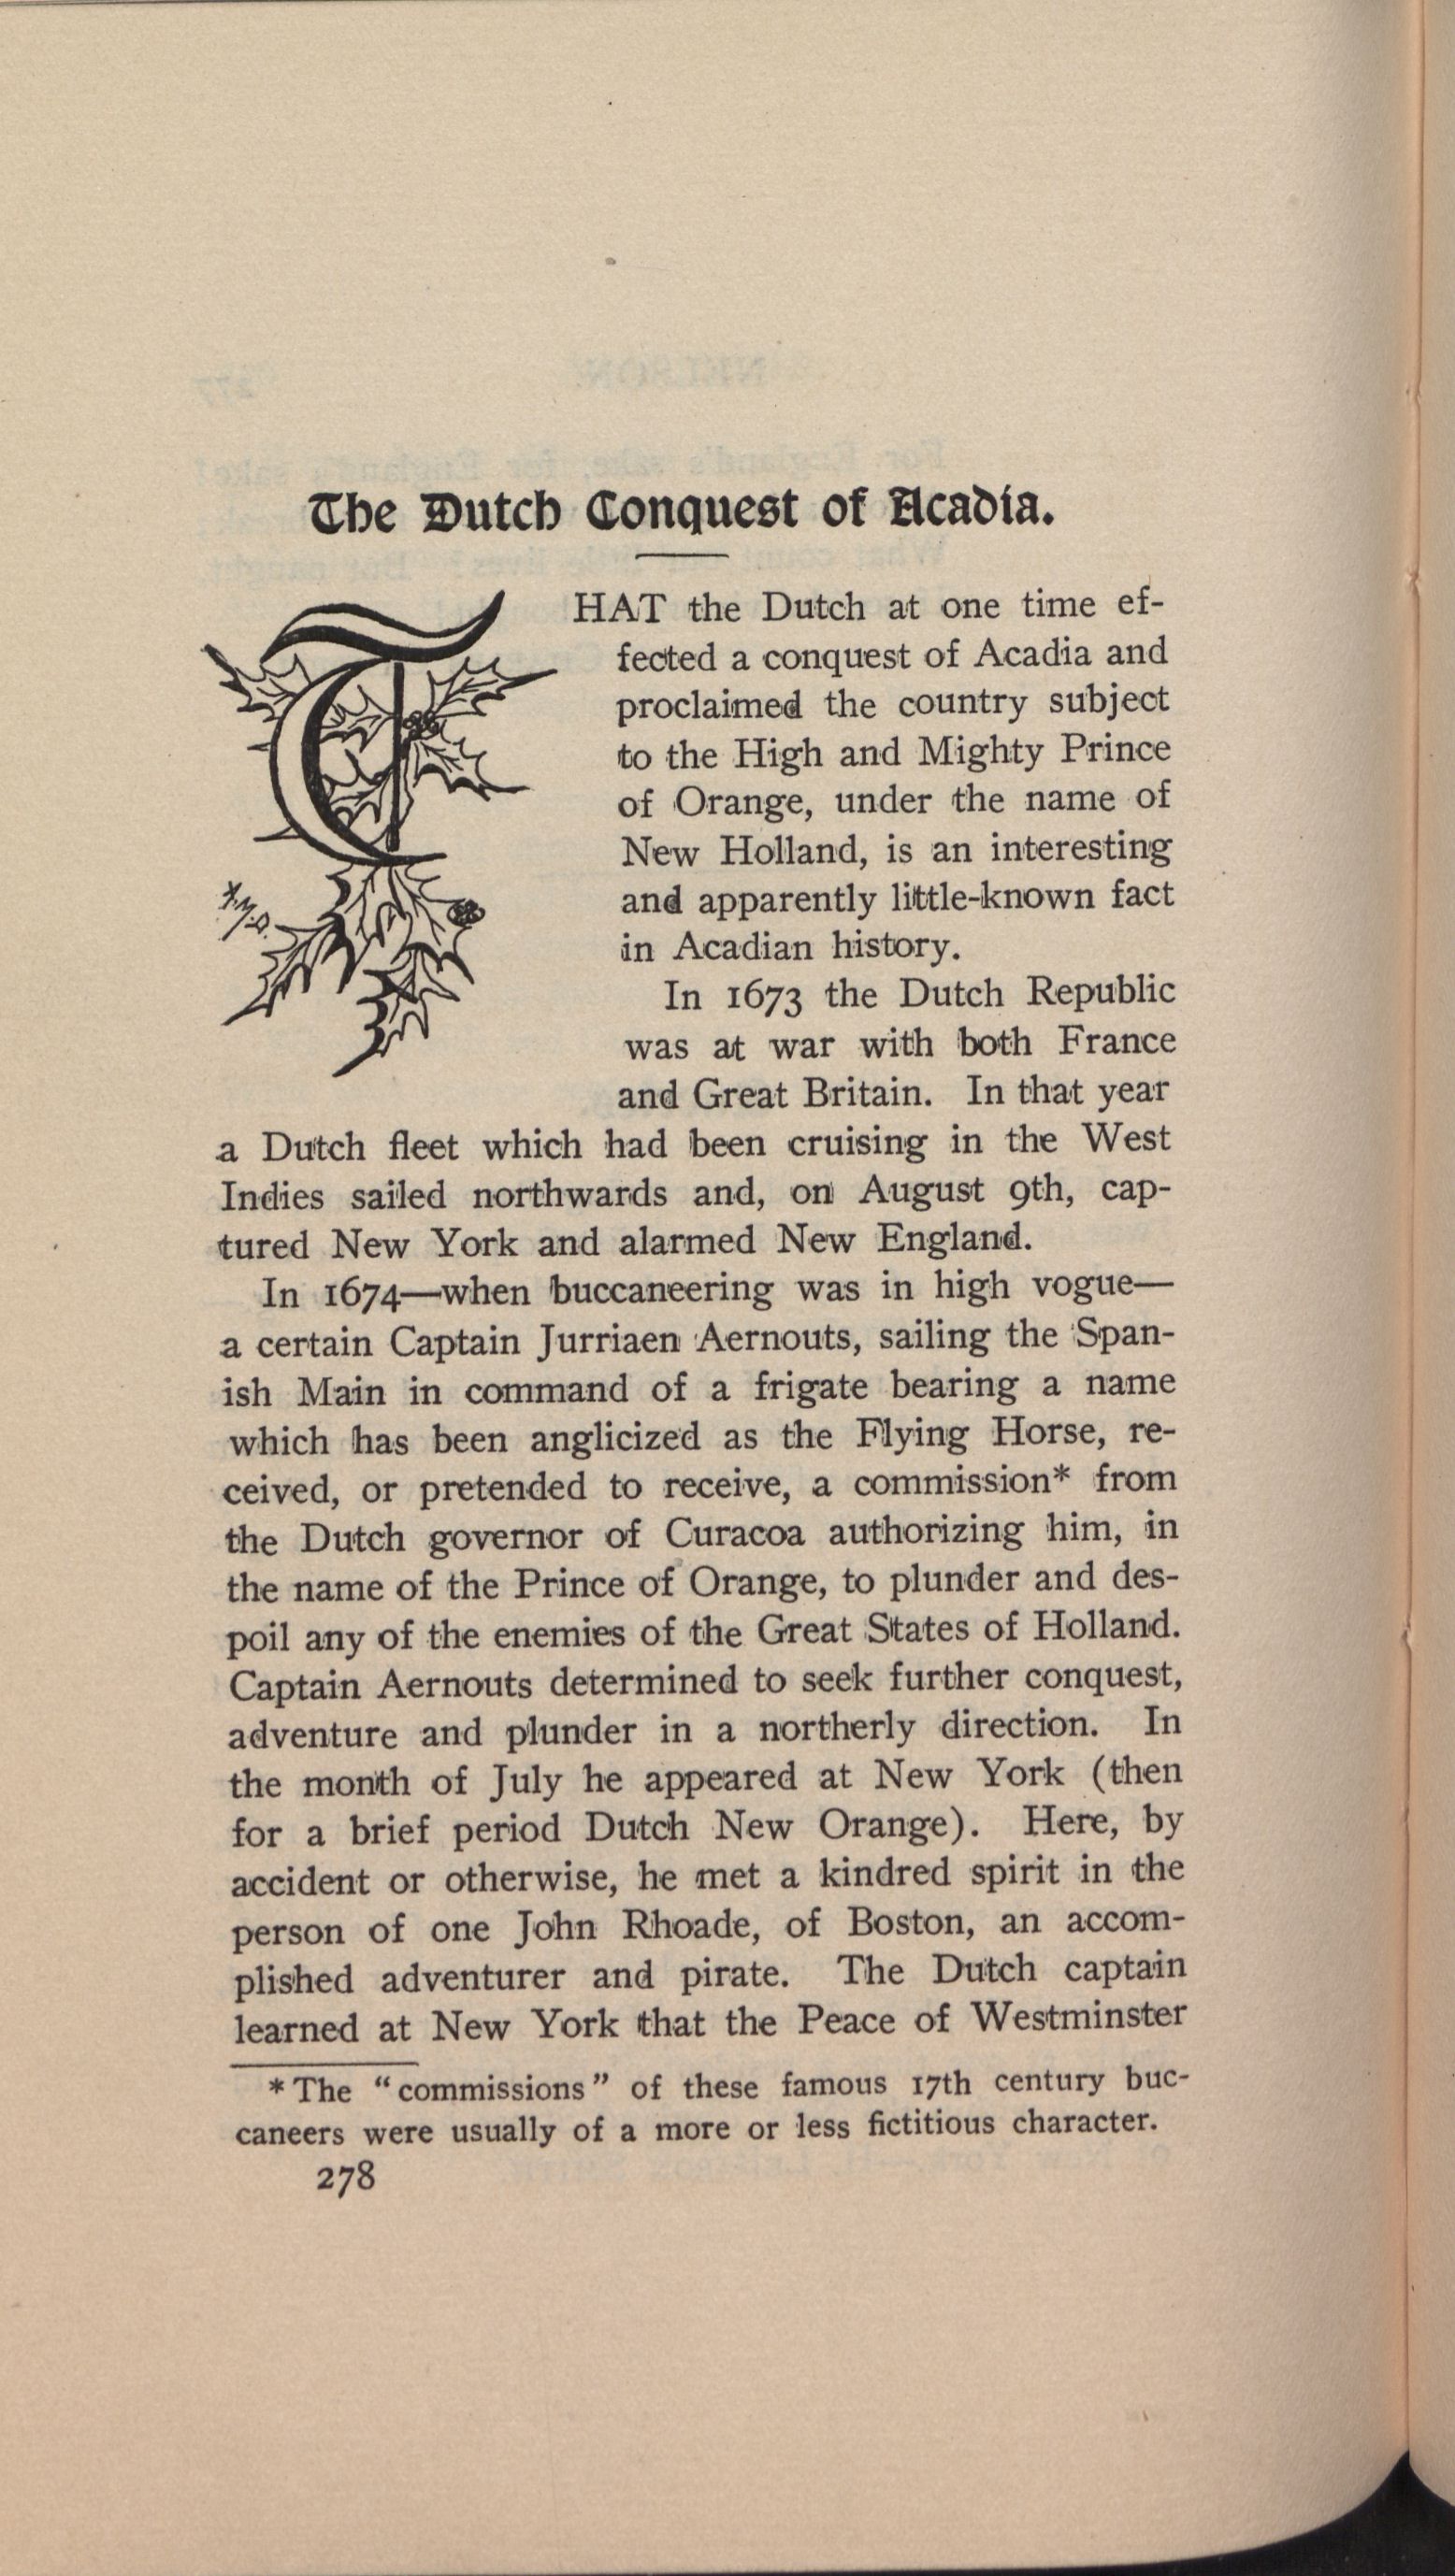 The Dutch Conquest of Acadia.
THAT the Dutch at one time ef-
fected a conquest of Acadia and
proclaimed the country subject
to the High and Mighty Prince
of Orange, under the name of
New Holland, is an interesting
and apparently little-known fact
in Acadian history.
In 1673 the Dutch Republic
was at war with both France
and Great Britain. In that year
a Dutch fleet which had been cruising in the West
Indies sailed northwards and, on August 9th, cap-
tured New York and alarmed New England.
In 1674—when buccaneering was in high vogue—
a certain Captain Jurriaen Aernouts, sailing the Span-
ish Main in command of a frigate bearing a name
which has been anglicized as the Flying Horse, re-
ceived, or pretended to receive, a commission* from
the Dutch governor of Curacoa authorizing him, in
the name of the Prince of Orange, to plunder and des-
poil any of the enemies of the Great States of Holland.
Captain Aernouts determined to seek further conquest,
adventure and plunder in a northerly direction. In
the month of July he appeared at New York (then
for a brief period Dutch New Orange). Here, by
accident or otherwise, he met a kindred spirit in the
person of one John Rhoade, of Boston, an accom-
plished adventurer and pirate. The Dutch captain
learned at New York that the Peace of Westminster
* The "commissions" of these famous 17th century buc-
caneers were usually of a more or less fictitious character.
278